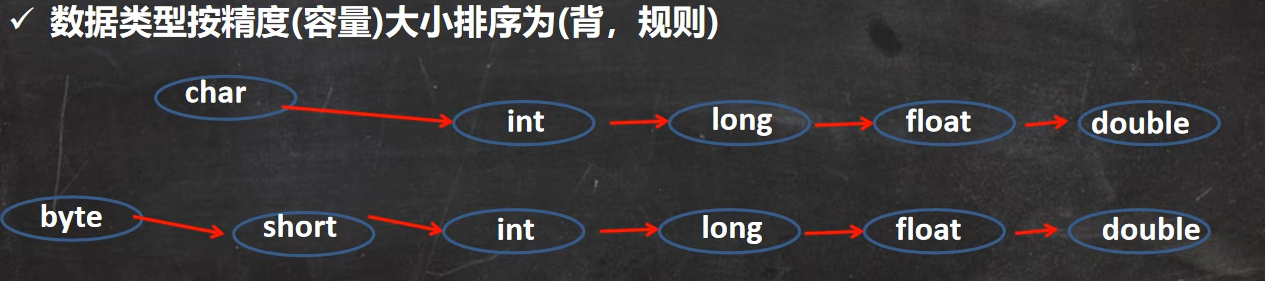 ✓ 数据类型按精度(容量)大小排序为(背，规则)
char int long float double
byte short int long float double